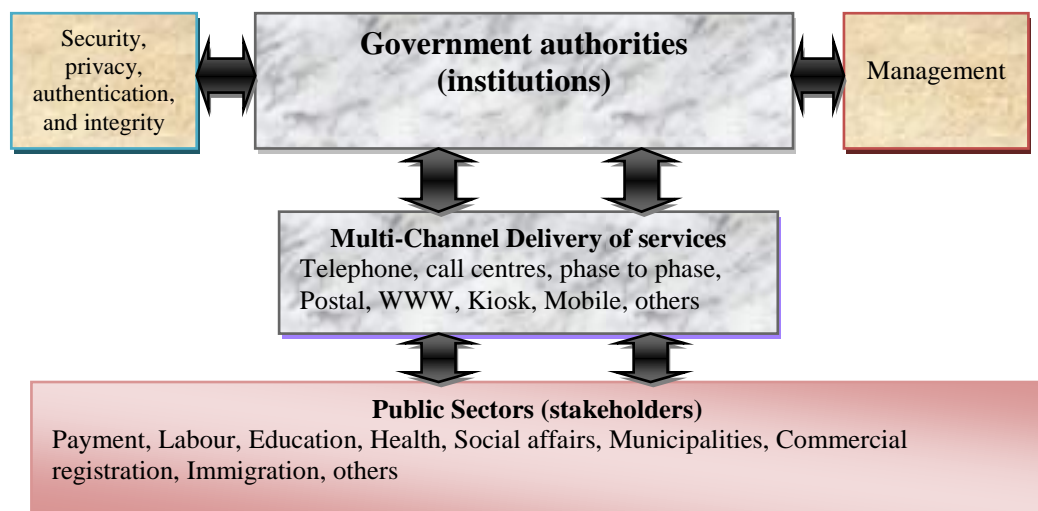 Security,
privacy,
authentication,
and integrity
Government authorities
(institutions)
Management
Multi-Channel Delivery of services
Telephone, call centres, phase to phase,
Postal, WWW, Kiosk, Mobile, others
Public Sectors (stakeholders)
Payment, Labour, Education, Health, Social affairs, Municipalities, Commercial
registration, Immigration, others